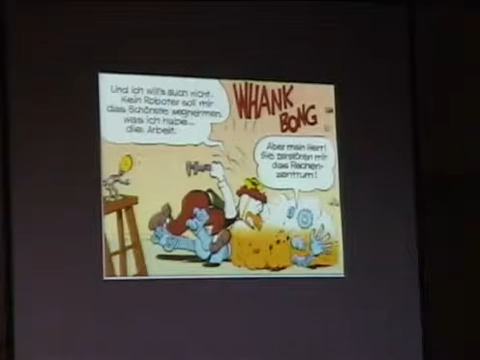 Und ich will's auch nicht.
Kein Roboter soll mir
das Schönste wegnehmen,
was ich habe...
die Arbeit.
WHANK
BONG
Aber mein Herr!
Sie zerstören mir
das Rechen-
zentrum!